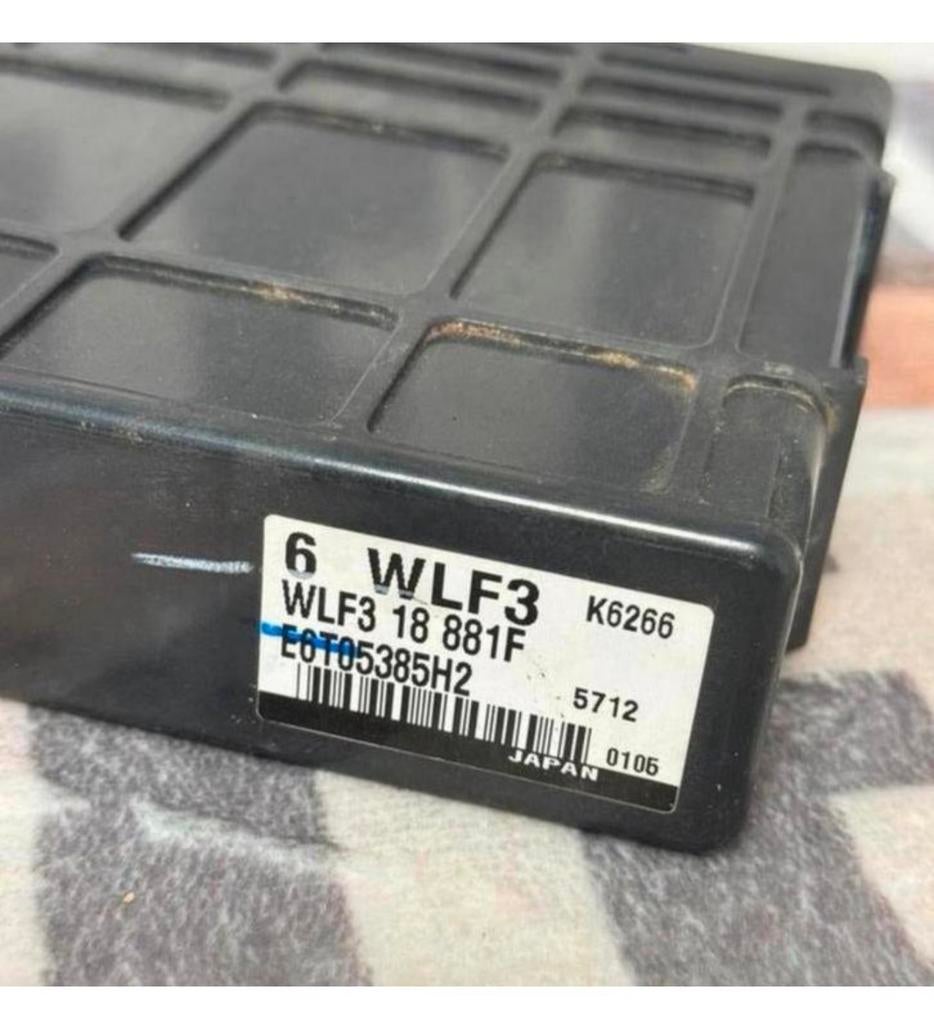 6 WLF3 K6266
WLF3 18 881F
E6T05385H2
5712
0105
JAPAN